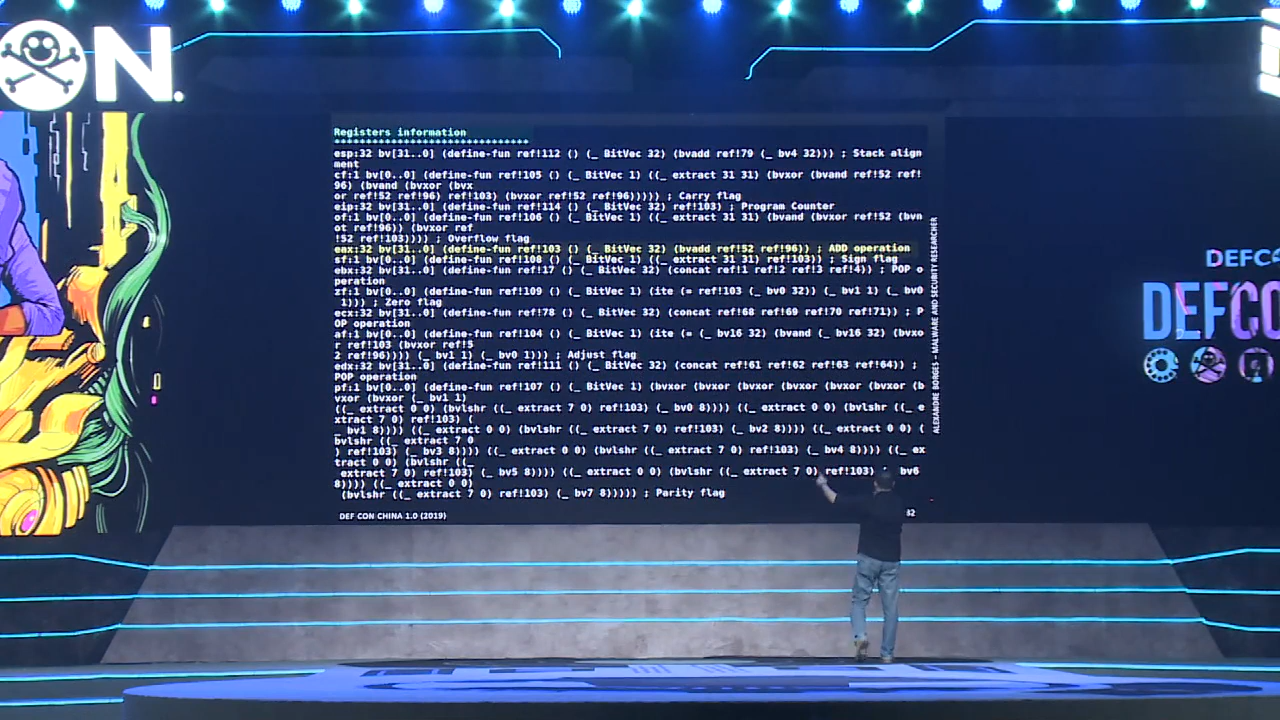 N.
Registers information
******************************
esp:32 bv[31..0] (define-fun ref!112 () (_ BitVec 32) (bvadd ref!79 (_ bv4 32))) ; Stack align
ment
cf:1 bv[0..0] (define-fun ref!105 () (_ BitVec 1) ((_ extract 31 31) (bvxor (bvand ref!52 ref!
96) (bvand (bvxor (bvx
or ref!52 ref!96) ref!103) (bvxor ref!52 ref!96))))) ; Carry flag
eip:32 bv[31..0] (define-fun ref!114 () (_ BitVec 32) ref!103) ; Program Counter
of:1 bv[0..0] (define-fun ref!106 () (_ BitVec 1) ((_ extract 31 31) (bvand (bvxor ref!52 (bvn
ot ref!96)) (bvxor ref
!52 ref!103)))) ; Overflow flag
eax:32 bv[31..0] (define-fun ref!103 () (_ BitVec 32) (bvadd ref!52 ref!96)) ; ADD operation
sf:1 bv[0..0] (define-fun ref!108 () (_ BitVec 1) ((_ extract 31 31) ref!103)) ; Sign flag
ebx:32 bv[31..0] (define-fun ref!17 () (_ BitVec 32) (concat ref!1 ref!2 ref!3 ref!4)) ; POP o
peration
zf:1 bv[0..0] (define-fun ref!109 () (_ BitVec 1) (ite (= ref!103 (_ bv0 32)) (_ bv1 1) (_ bv0
1))) ; Zero flag
ecx:32 bv[31..0] (define-fun ref!78 () (_ BitVec 32) (concat ref!68 ref!69 ref!70 ref!71)) ; P
OP operation
af:1 bv[0..0] (define-fun ref!104 () (_ BitVec 1) (ite (= (_ bv16 32) (bvand (_ bv16 32) (bvxo
r ref!103 (bvxor ref!5
2 ref!96)))) (_ bv1 1) (_ bv0 1))) ; Adjust flag
edx:32 bv[31..0] (define-fun ref!111 () (_ BitVec 32) (concat ref!61 ref!62 ref!63 ref!64)) ;
POP operation
pf:1 bv[0..0] (define-fun ref!107 () (_ BitVec 1) (bvxor (bvxor (bvxor (bvxor (bvxor (bvxor (b
vxor (bvxor (_ bv1 1)
((_ extract 0 0) (bvlshr ((_ extract 7 0) ref!103) (_ bv0 8)))) ((_ extract 0 0) (bvlshr ((_ e
xtract 7 0) ref!103) (
_ bv1 8)))) ((_ extract 0 0) (bvlshr ((_ extract 7 0) ref!103) (_ bv2 8)))) ((_ extract 0 0) (
bvlshr ((_ extract 7 0
) ref!103) (_ bv3 8)))) ((_ extract 0 0) (bvlshr ((_ extract 7 0) ref!103) (_ bv4 8)))) ((_ ex
tract 0 0) (bvlshr ((_
extract 7 0) ref!103) (_ bv5 8)))) ((_ extract 0 0) (bvlshr ((_ extract 7 0) ref!103) (_ bv6
8)))) ((_ extract 0 0)
(bvlshr ((_ extract 7 0) ref!103) (_ bv7 8))))) ; Parity flag
DEF CON CHINA 1.0 (2019)
82
ALEXANDRE BORGES – MALWARE AND SECURITY RESEARCHER
DEFC
DEFCO